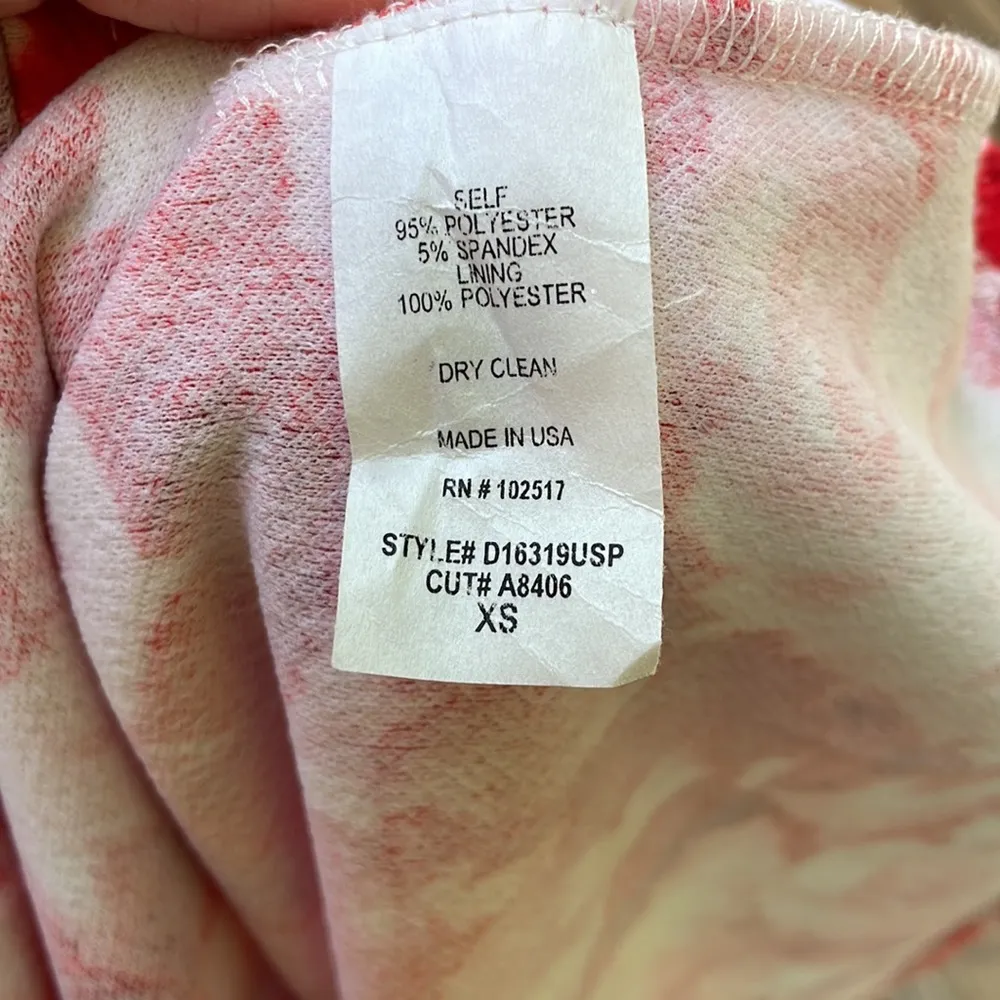 SELF
95% POLYESTER
5% SPANDEX
LINING
100% POLYESTER
DRY CLEAN
MADE IN USA
RN # 102517
STYLE# D16319USP
CUT# A8406
XS